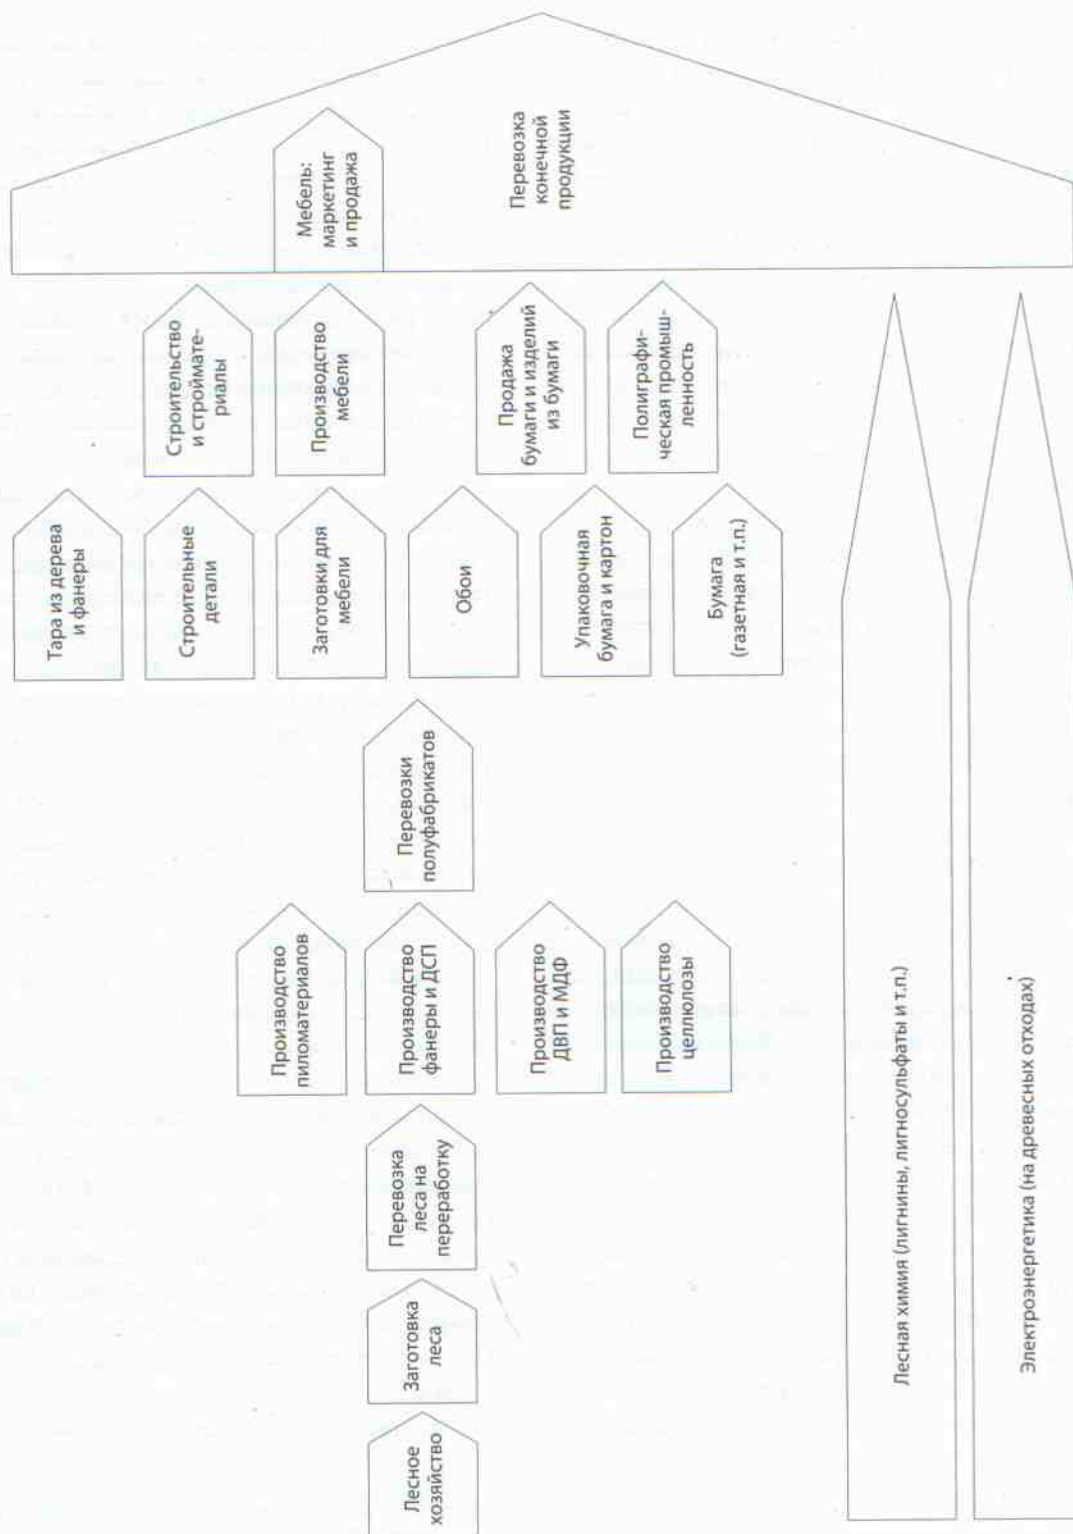 Лесное
хозяйство
Заготовка
леса
Перевозка
леса на
переработку
Производство
пиломатериалов
Производство
фанеры и ДСП
Производство
ДВП и МДФ
Производство
целлюлозы
Перевозки
полуфабрикатов
Тара из дерева
и фанеры
Строительные
детали
Заготовки для
мебели
Обои
Упаковочная
бумага и картон
Бумага
(газетная и т.п.)
Строительство
и строймате-
риалы
Производство
мебели
Продажа
бумаги и изделий
из бумаги
Полиграфи-
ческая промыш-
ленность
Мебель:
маркетинг
и продажа
Перевозка
конечной
продукции
Лесная химия (лигнины, лигносульфаты и т.п.)
Электроэнергетика (на древесных отходах)